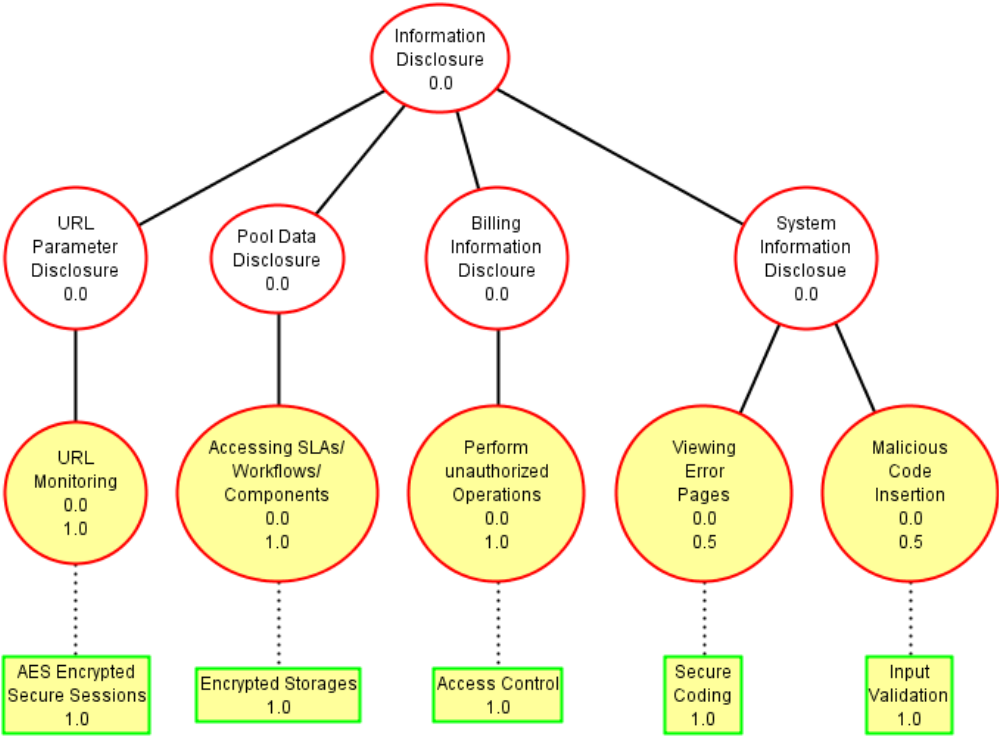 Information
Disclosure
0.0
URL
Parameter
Disclosure
0.0
Pool Data
Disclosure
0.0
Billing
Information
Discloure
0.0
System
Information
Disclosue
0.0
URL
Monitoring
0.0
1.0
Accessing SLAs/
Workflows/
Components
0.0
1.0
Perform
unauthorized
Operations
0.0
1.0
Viewing
Error
Pages
0.0
0.5
Malicious
Code
Insertion
0.0
0.5
AES Encrypted
Secure Sessions
1.0
Encrypted Storages
1.0
Access Control
1.0
Secure
Coding
1.0
Input
Validation
1.0